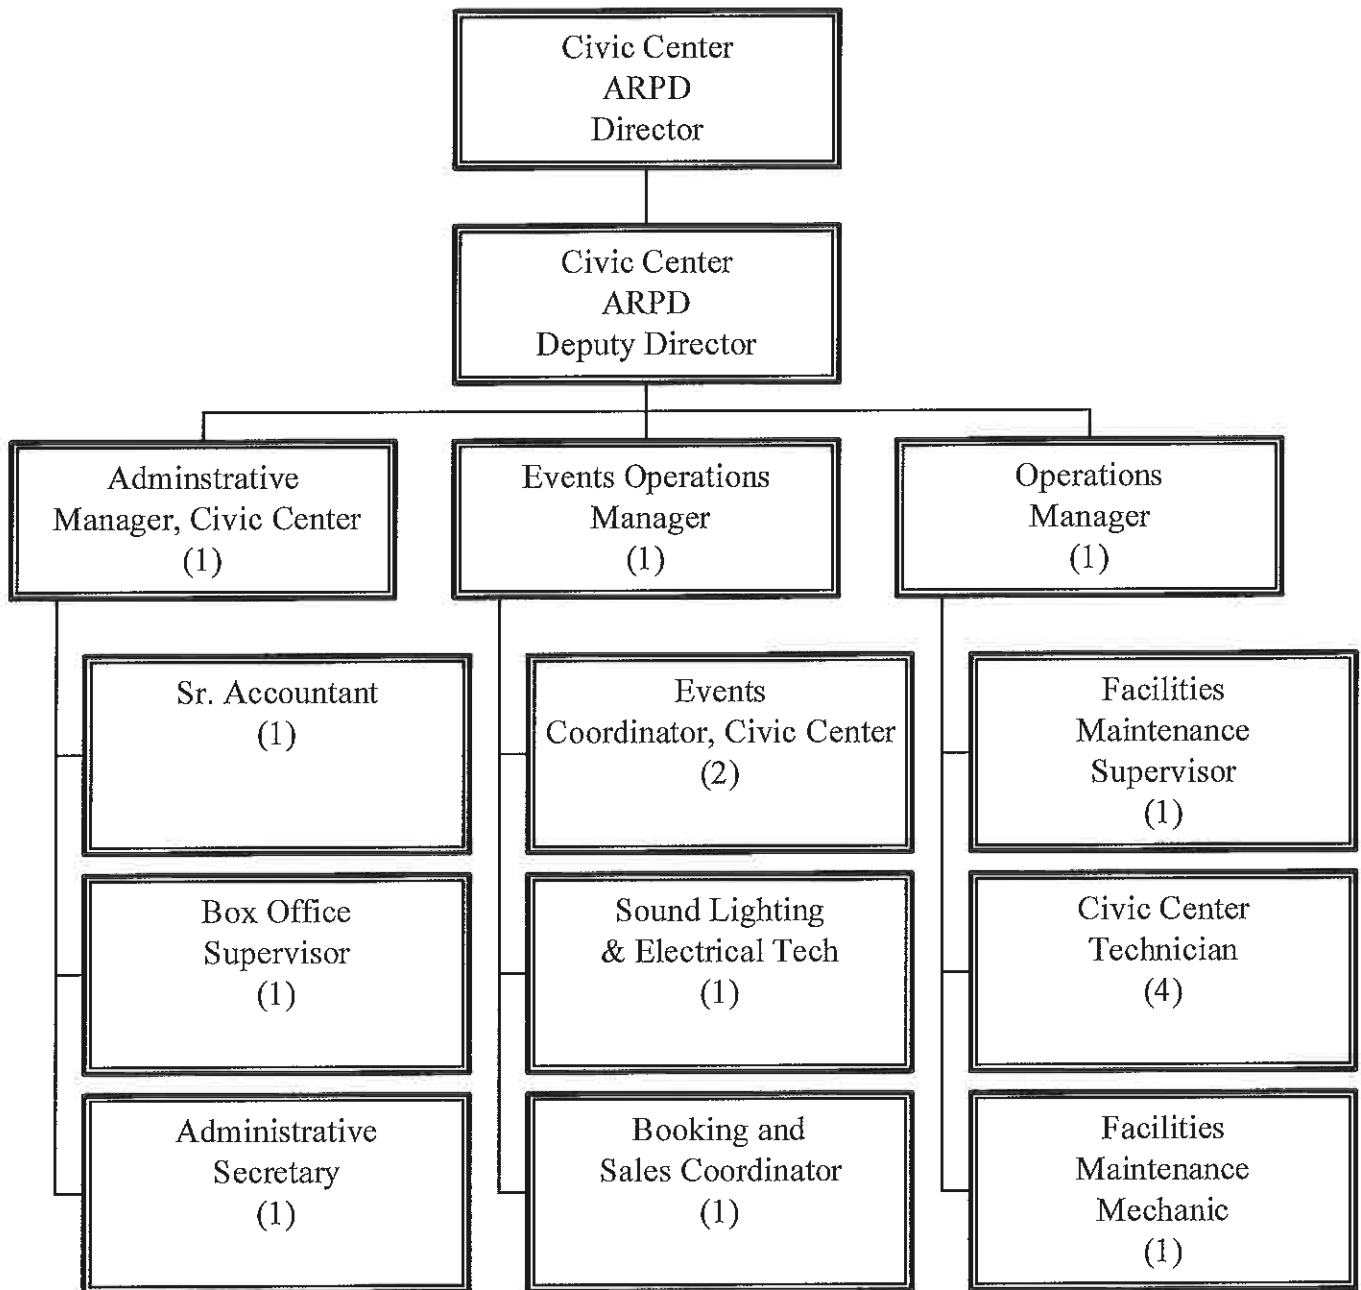 Civic Center
ARPD
Director
Civic Center
ARPD
Deputy Director
Adminstrative
Manager, Civic Center
(1)
Events Operations
Manager
(1)
Operations
Manager
(1)
Sr. Accountant
(1)
Events
Coordinator, Civic Center
(2)
Facilities
Maintenance
Supervisor
(1)
Box Office
Supervisor
(1)
Sound Lighting
& Electrical Tech
(1)
Civic Center
Technician
(4)
Administrative
Secretary
(1)
Booking and
Sales Coordinator
(1)
Facilities
Maintenance
Mechanic
(1)